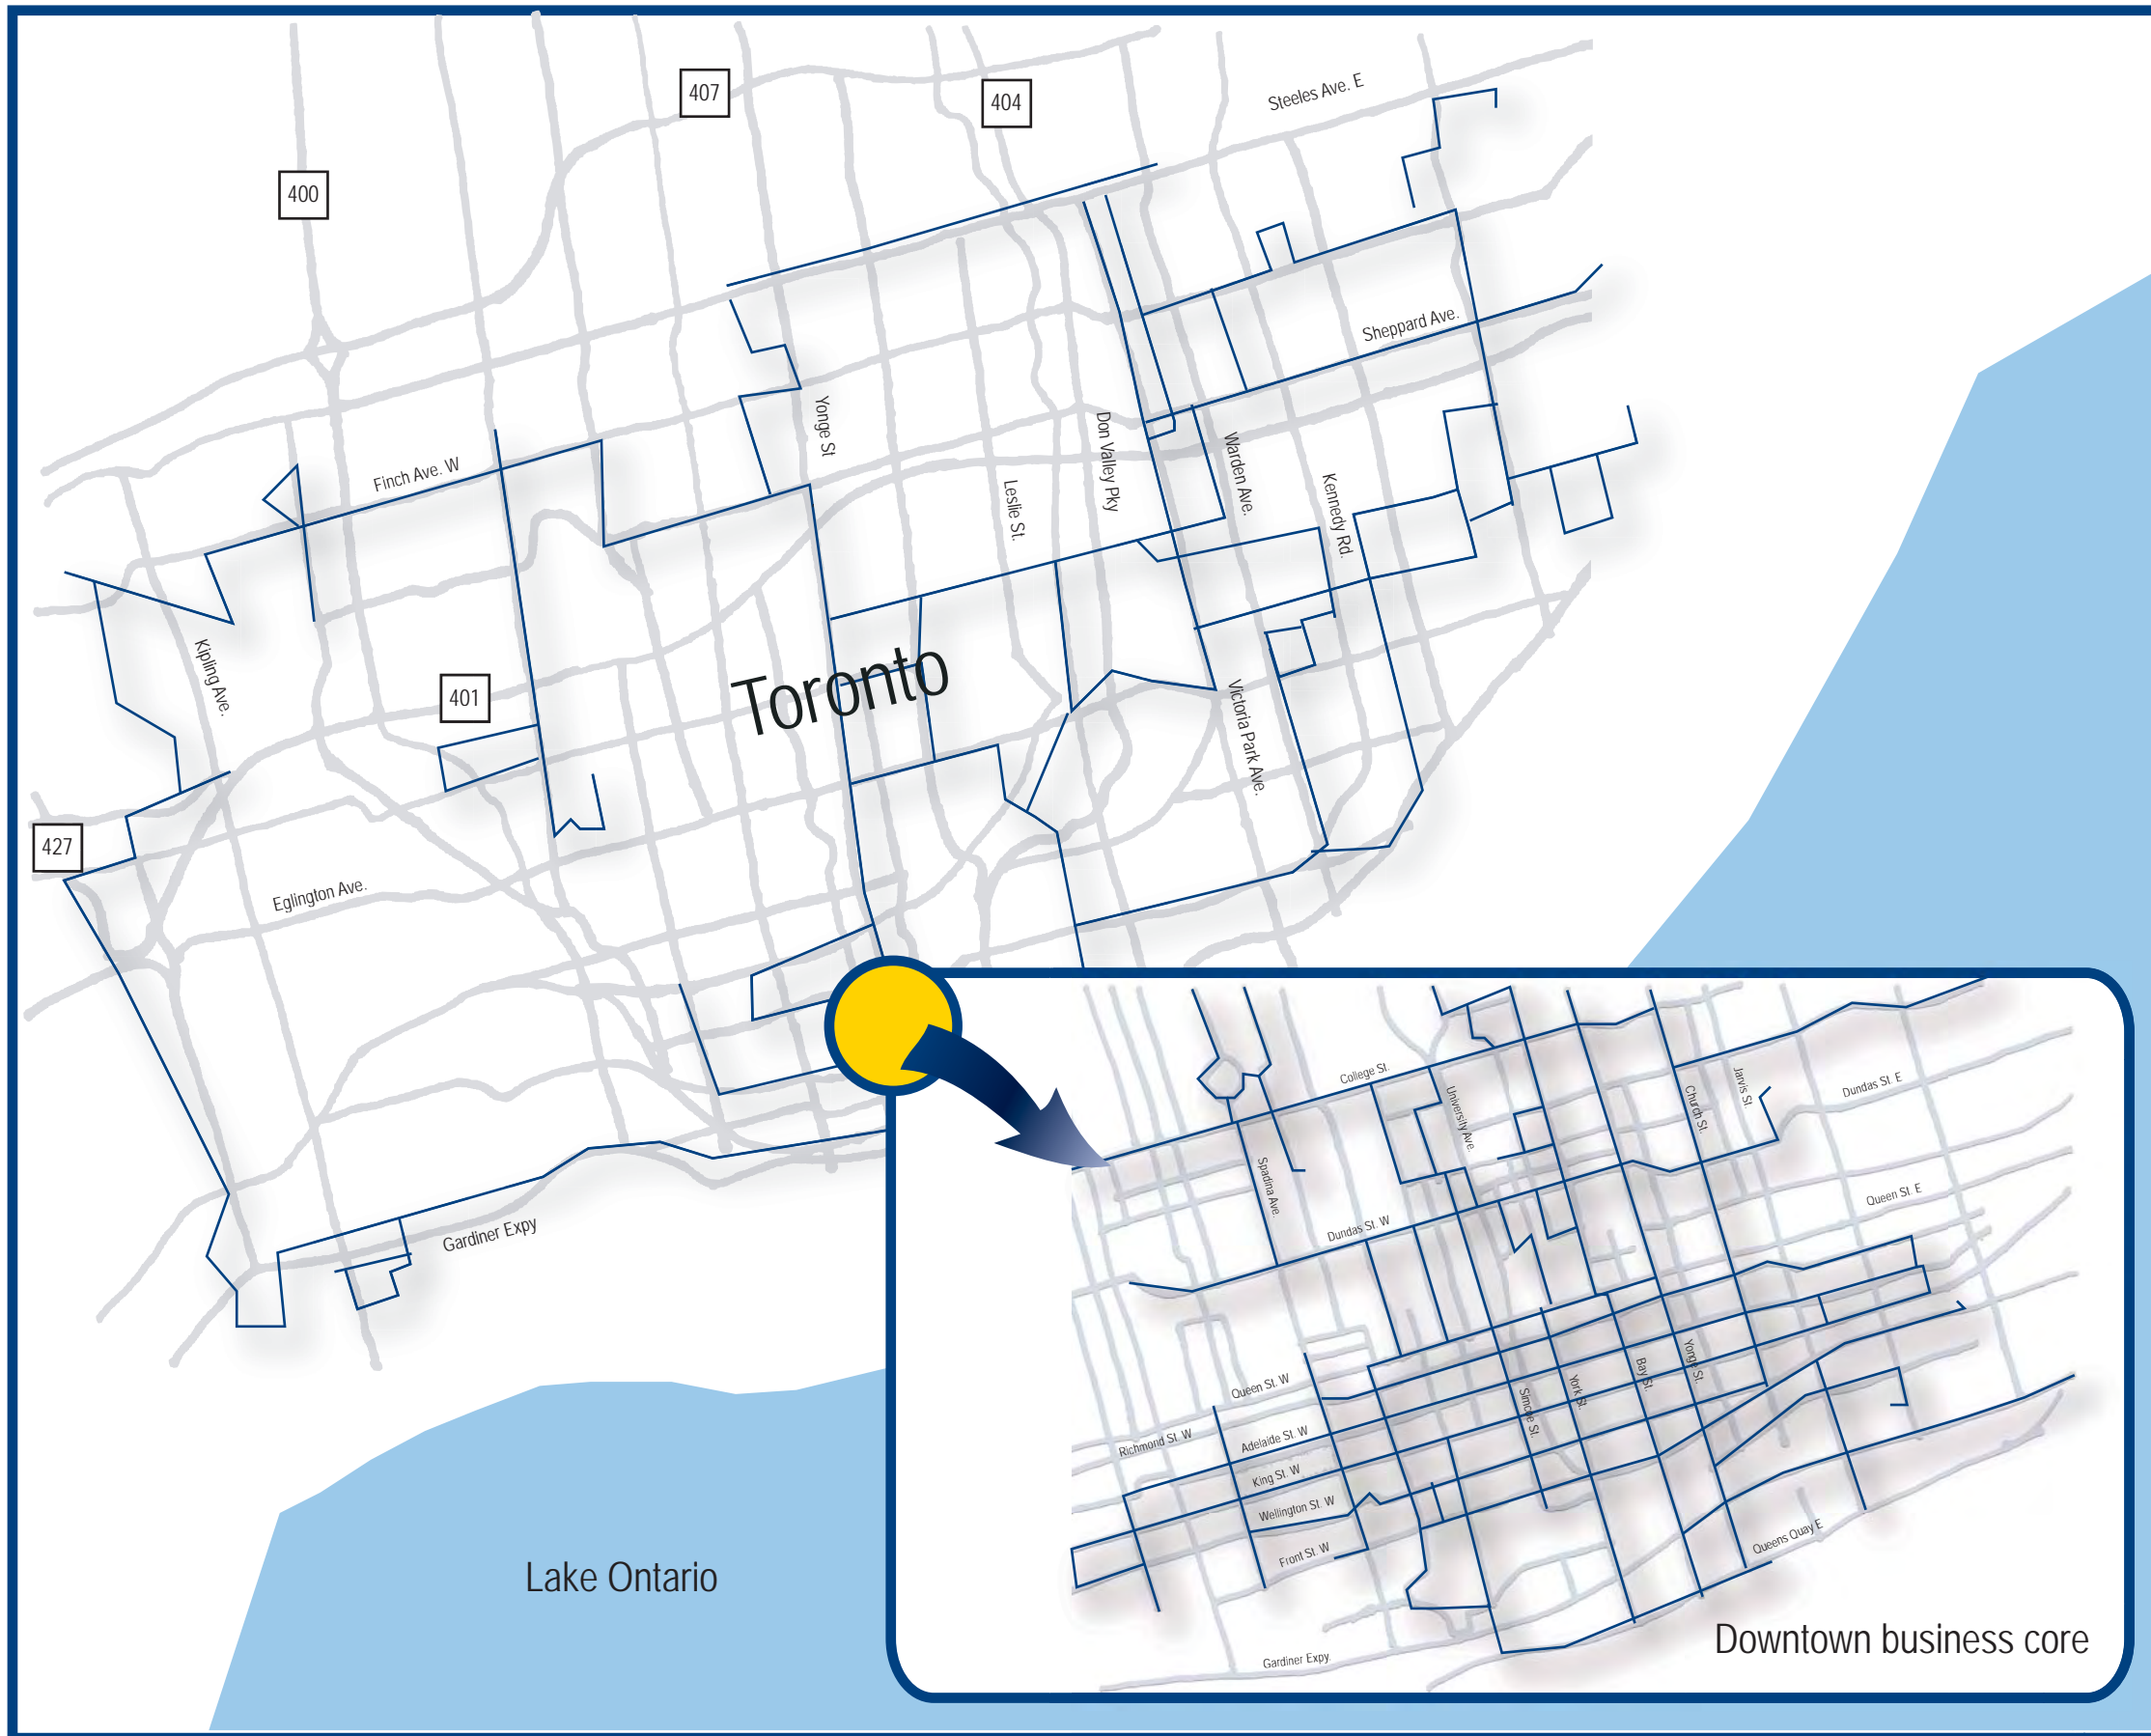 407
404
Steeles Ave. E
400
Sheppard Ave.
Yonge St
Finch Ave. W
Don Valley Pky
Warden Ave.
Leslie St.
Kennedy Rd.
Kipling Ave.
Toronto
401
Victoria Park Ave.
427
Eglington Ave.
Gardiner Expy
Lake Ontario
College St.
University Ave.
Church St.
Jarvis St.
Dundas St. E
Spadina Ave.
Dundas St. W
Queen St. E
Queen St. W
Richmond St. W
Adelaide St. W
King St. W
Wellington St. W
Front St. W
Simcoe St.
York St.
Bay St.
Yonge St.
Queens Quay E
Gardiner Expy
Downtown business core